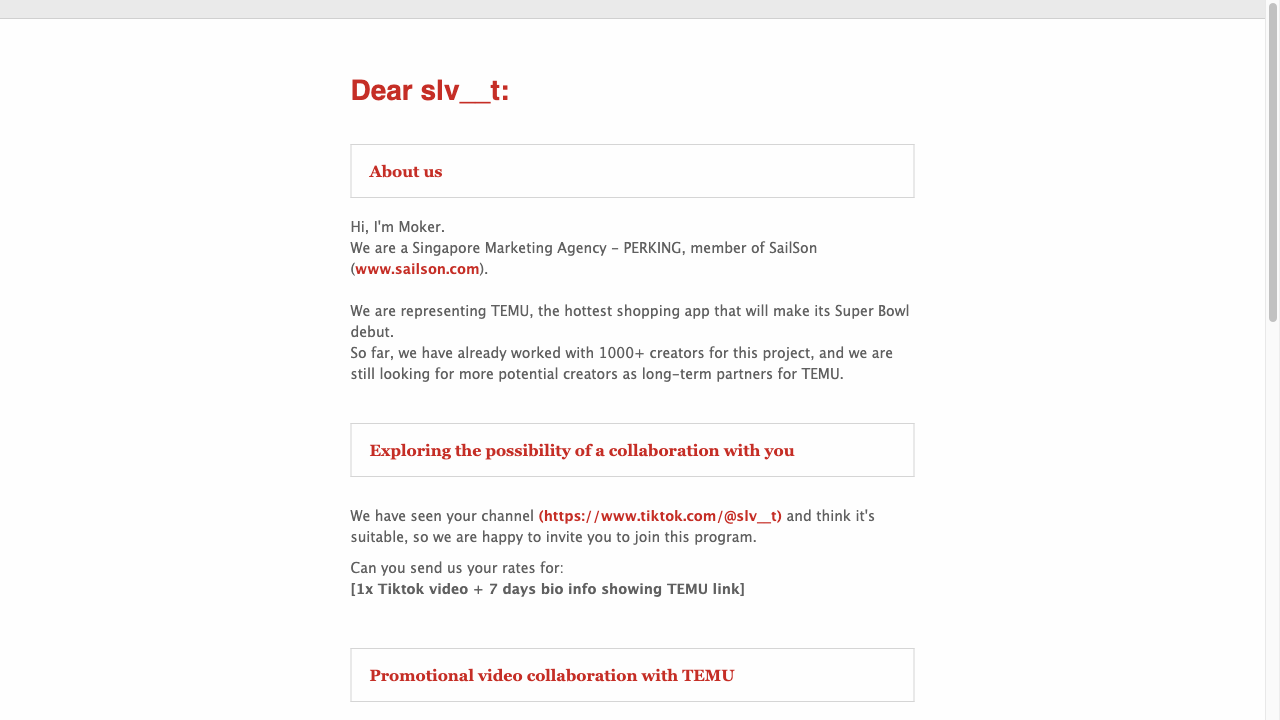 Dear slv__t:
About us
Hi, I'm Moker.
We are a Singapore Marketing Agency - PERKING, member of SailSon
(www.sailson.com).
We are representing TEMU, the hottest shopping app that will make its Super Bowl
debut.
So far, we have already worked with 1000+ creators for this project, and we are
still looking for more potential creators as long-term partners for TEMU.
Exploring the possibility of a collaboration with you
We have seen your channel (https://www.tiktok.com/@slv__t) and think it's
suitable, so we are happy to invite you to join this program.
Can you send us your rates for:
[1x Tiktok video + 7 days bio info showing TEMU link]
Promotional video collaboration with TEMU